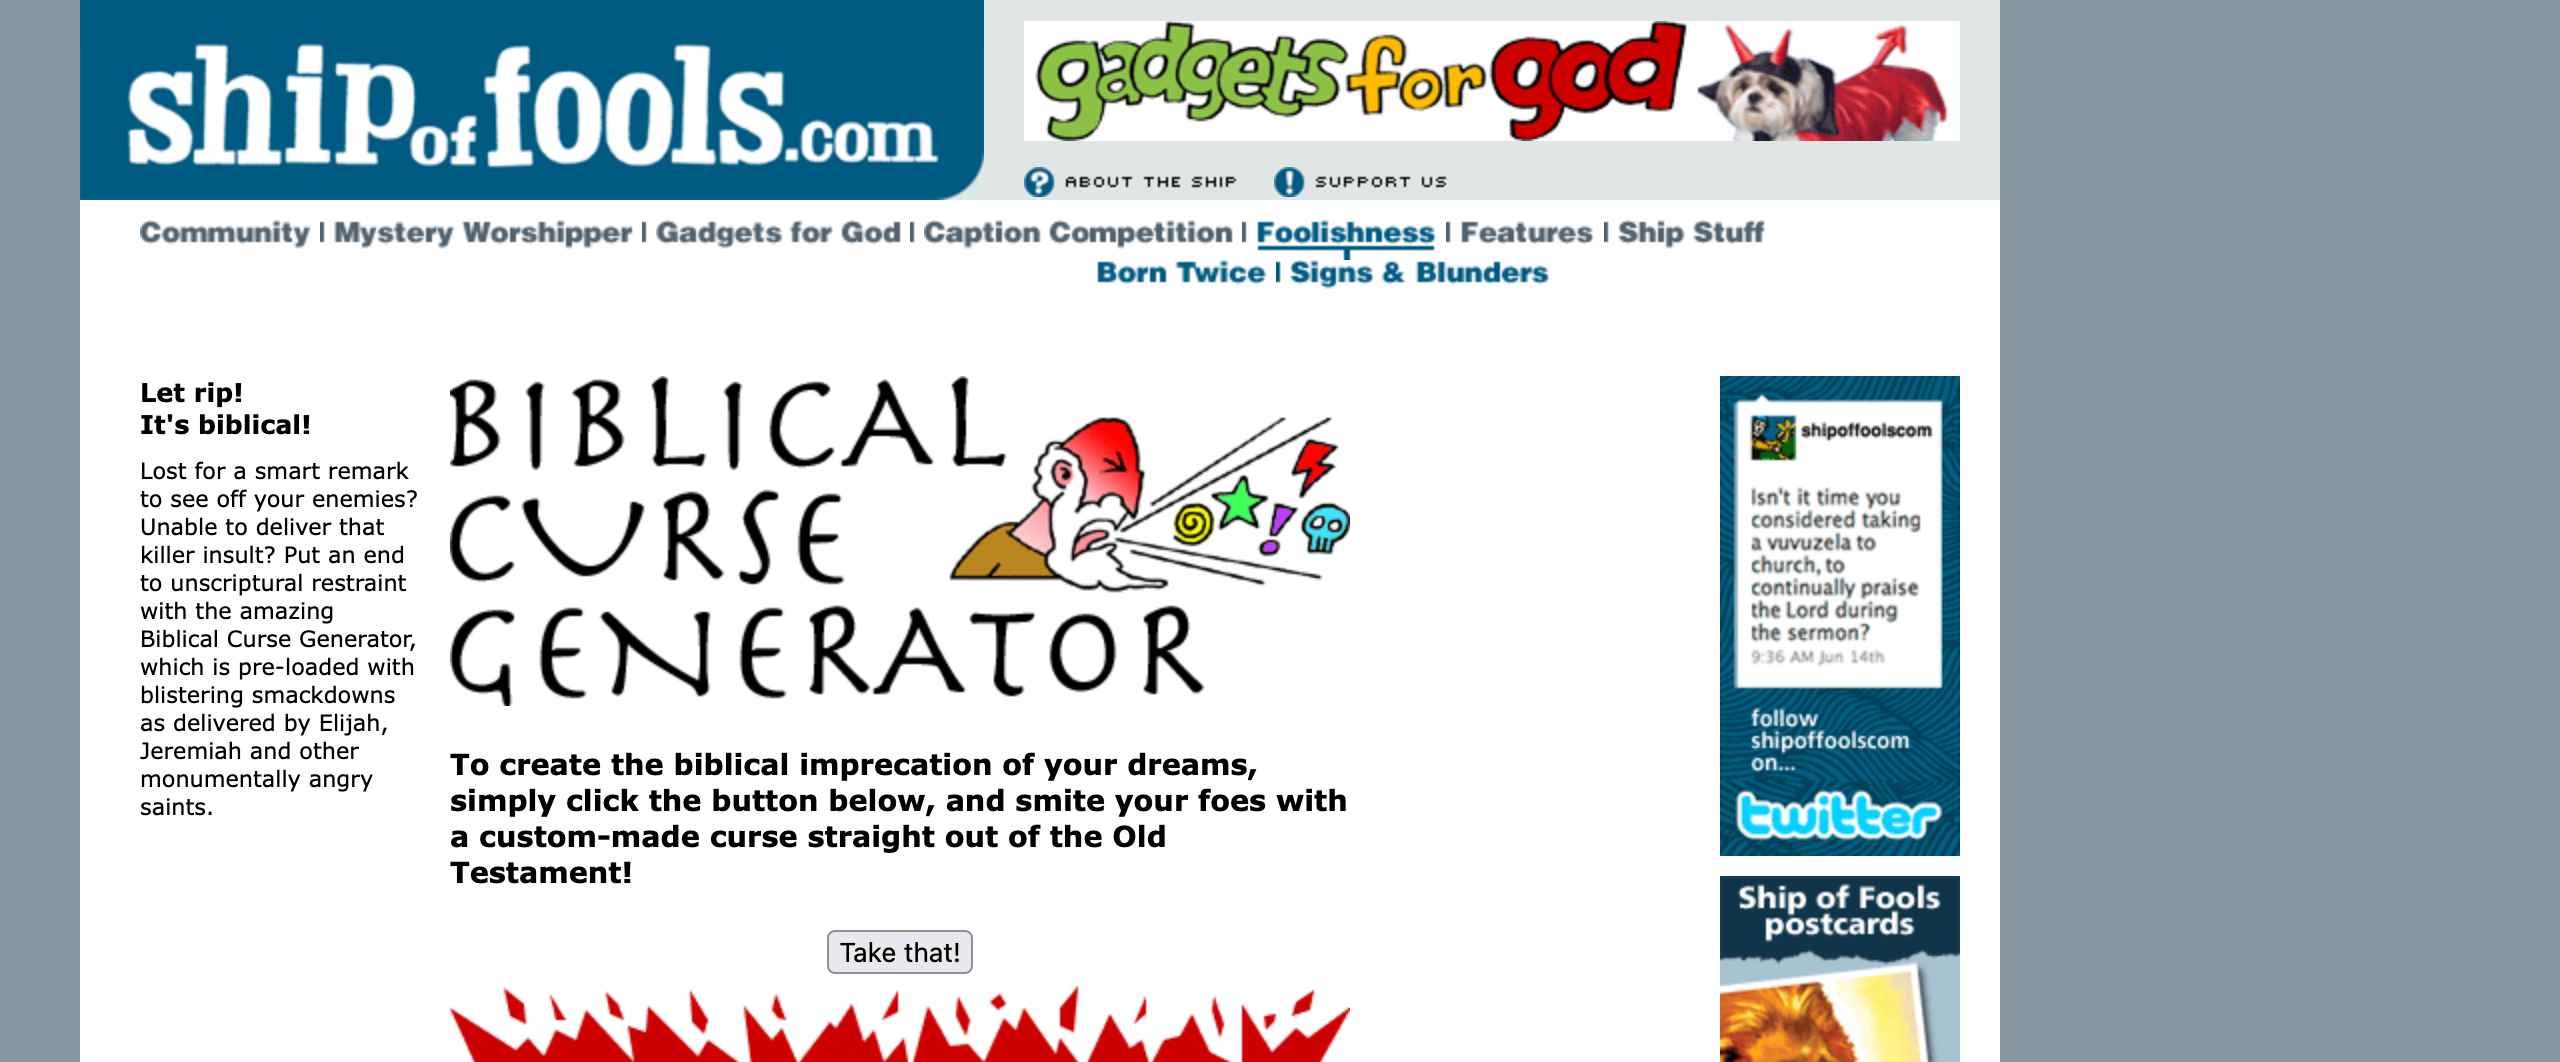 shipoffools.com
gadgets for god
? ABOUT THE SHIP ! SUPPORT US
Community | Mystery Worshipper | Gadgets for God | Caption Competition | Foolishness | Features | Ship Stuff
Born Twice | Signs & Blunders
Let rip!
It's biblical!
Lost for a smart remark
to see off your enemies?
Unable to deliver that
killer insult? Put an end
to unscriptural restraint
with the amazing
Biblical Curse Generator,
which is pre-loaded with
blistering smackdowns
as delivered by Elijah,
Jeremiah and other
monumentally angry
saints.
BIBLICAL
CURSE
GENERATOR
To create the biblical imprecation of your dreams,
simply click the button below, and smite your foes with
a custom-made curse straight out of the Old
Testament!
Take that!
shipoffoolscom
Isn't it time you
considered taking
a vuvuzela to
church, to
continually praise
the Lord during
the sermon?
9:36 AM Jun 14th
follow
shipoffoolscom
on...
twitter
Ship of Fools
postcards